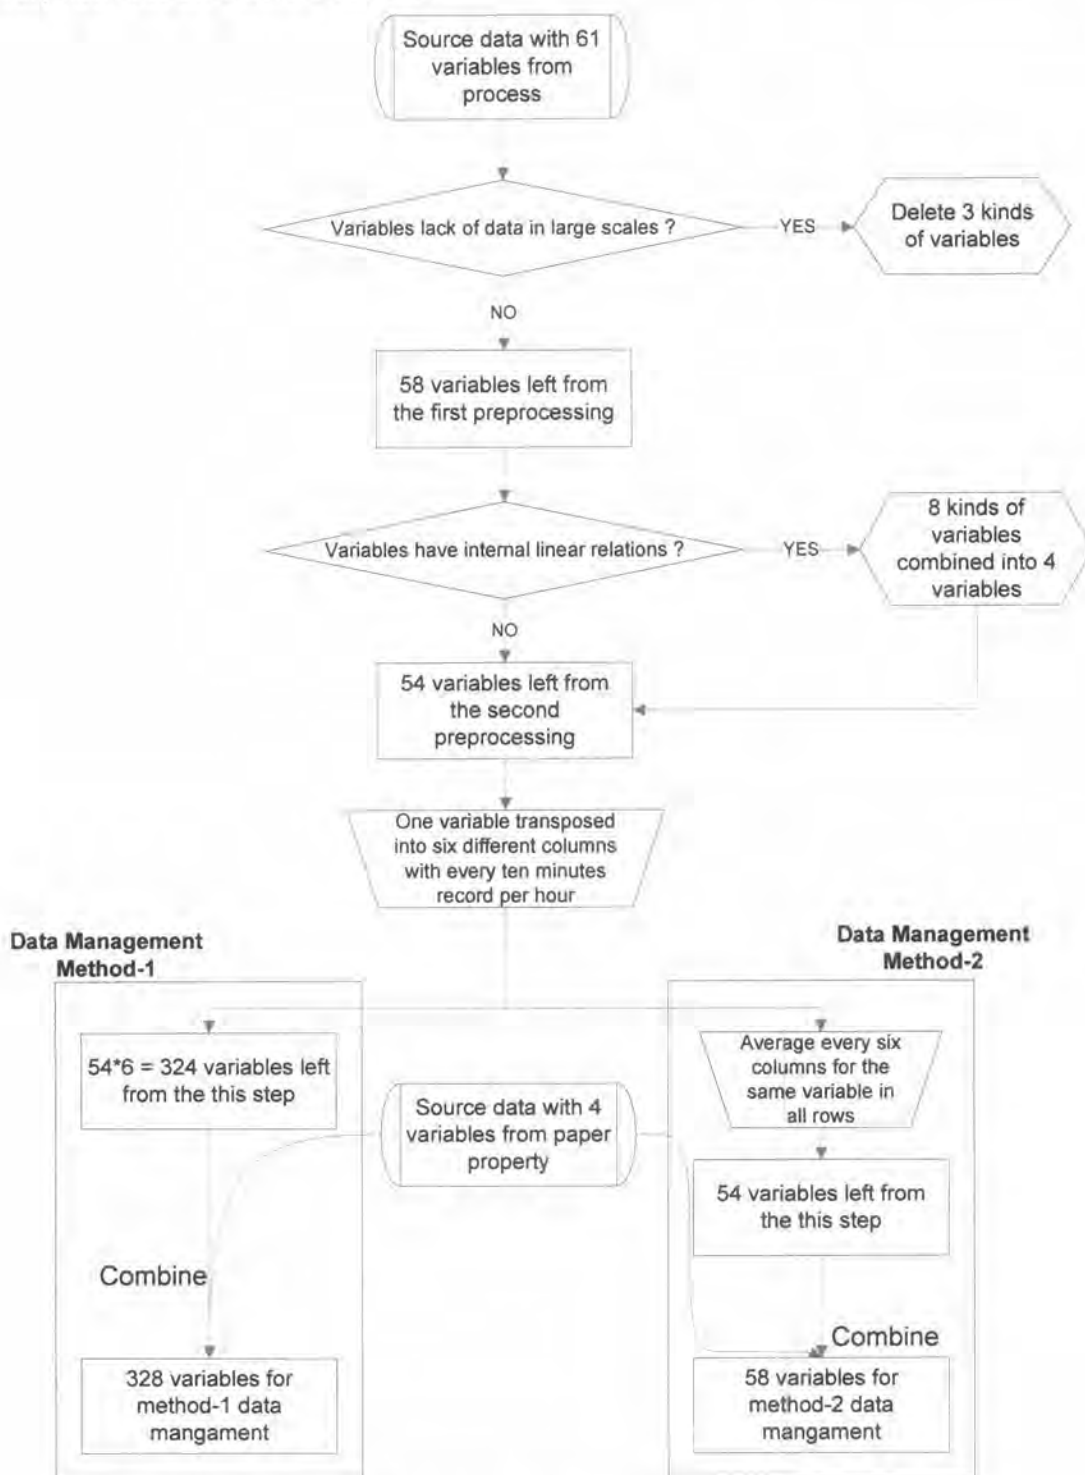 Source data with 61
variables from
process
Variables lack of data in large scales ?
YES
Delete 3 kinds
of variables
NO
58 variables left from
the first preprocessing
Variables have internal linear relations ?
YES
8 kinds of
variables
combined into 4
variables
NO
54 variables left from
the second
preprocessing
One variable transposed
into six different columns
with every ten minutes
record per hour
Data Management
Method-1
Data Management
Method-2
54*6 = 324 variables left
from the this step
Average every six
columns for the
same variable in
all rows
Source data with 4
variables from paper
property
54 variables left from
the this step
Combine
Combine
328 variables for
method-1 data
mangament
58 variables for
method-2 data
mangament